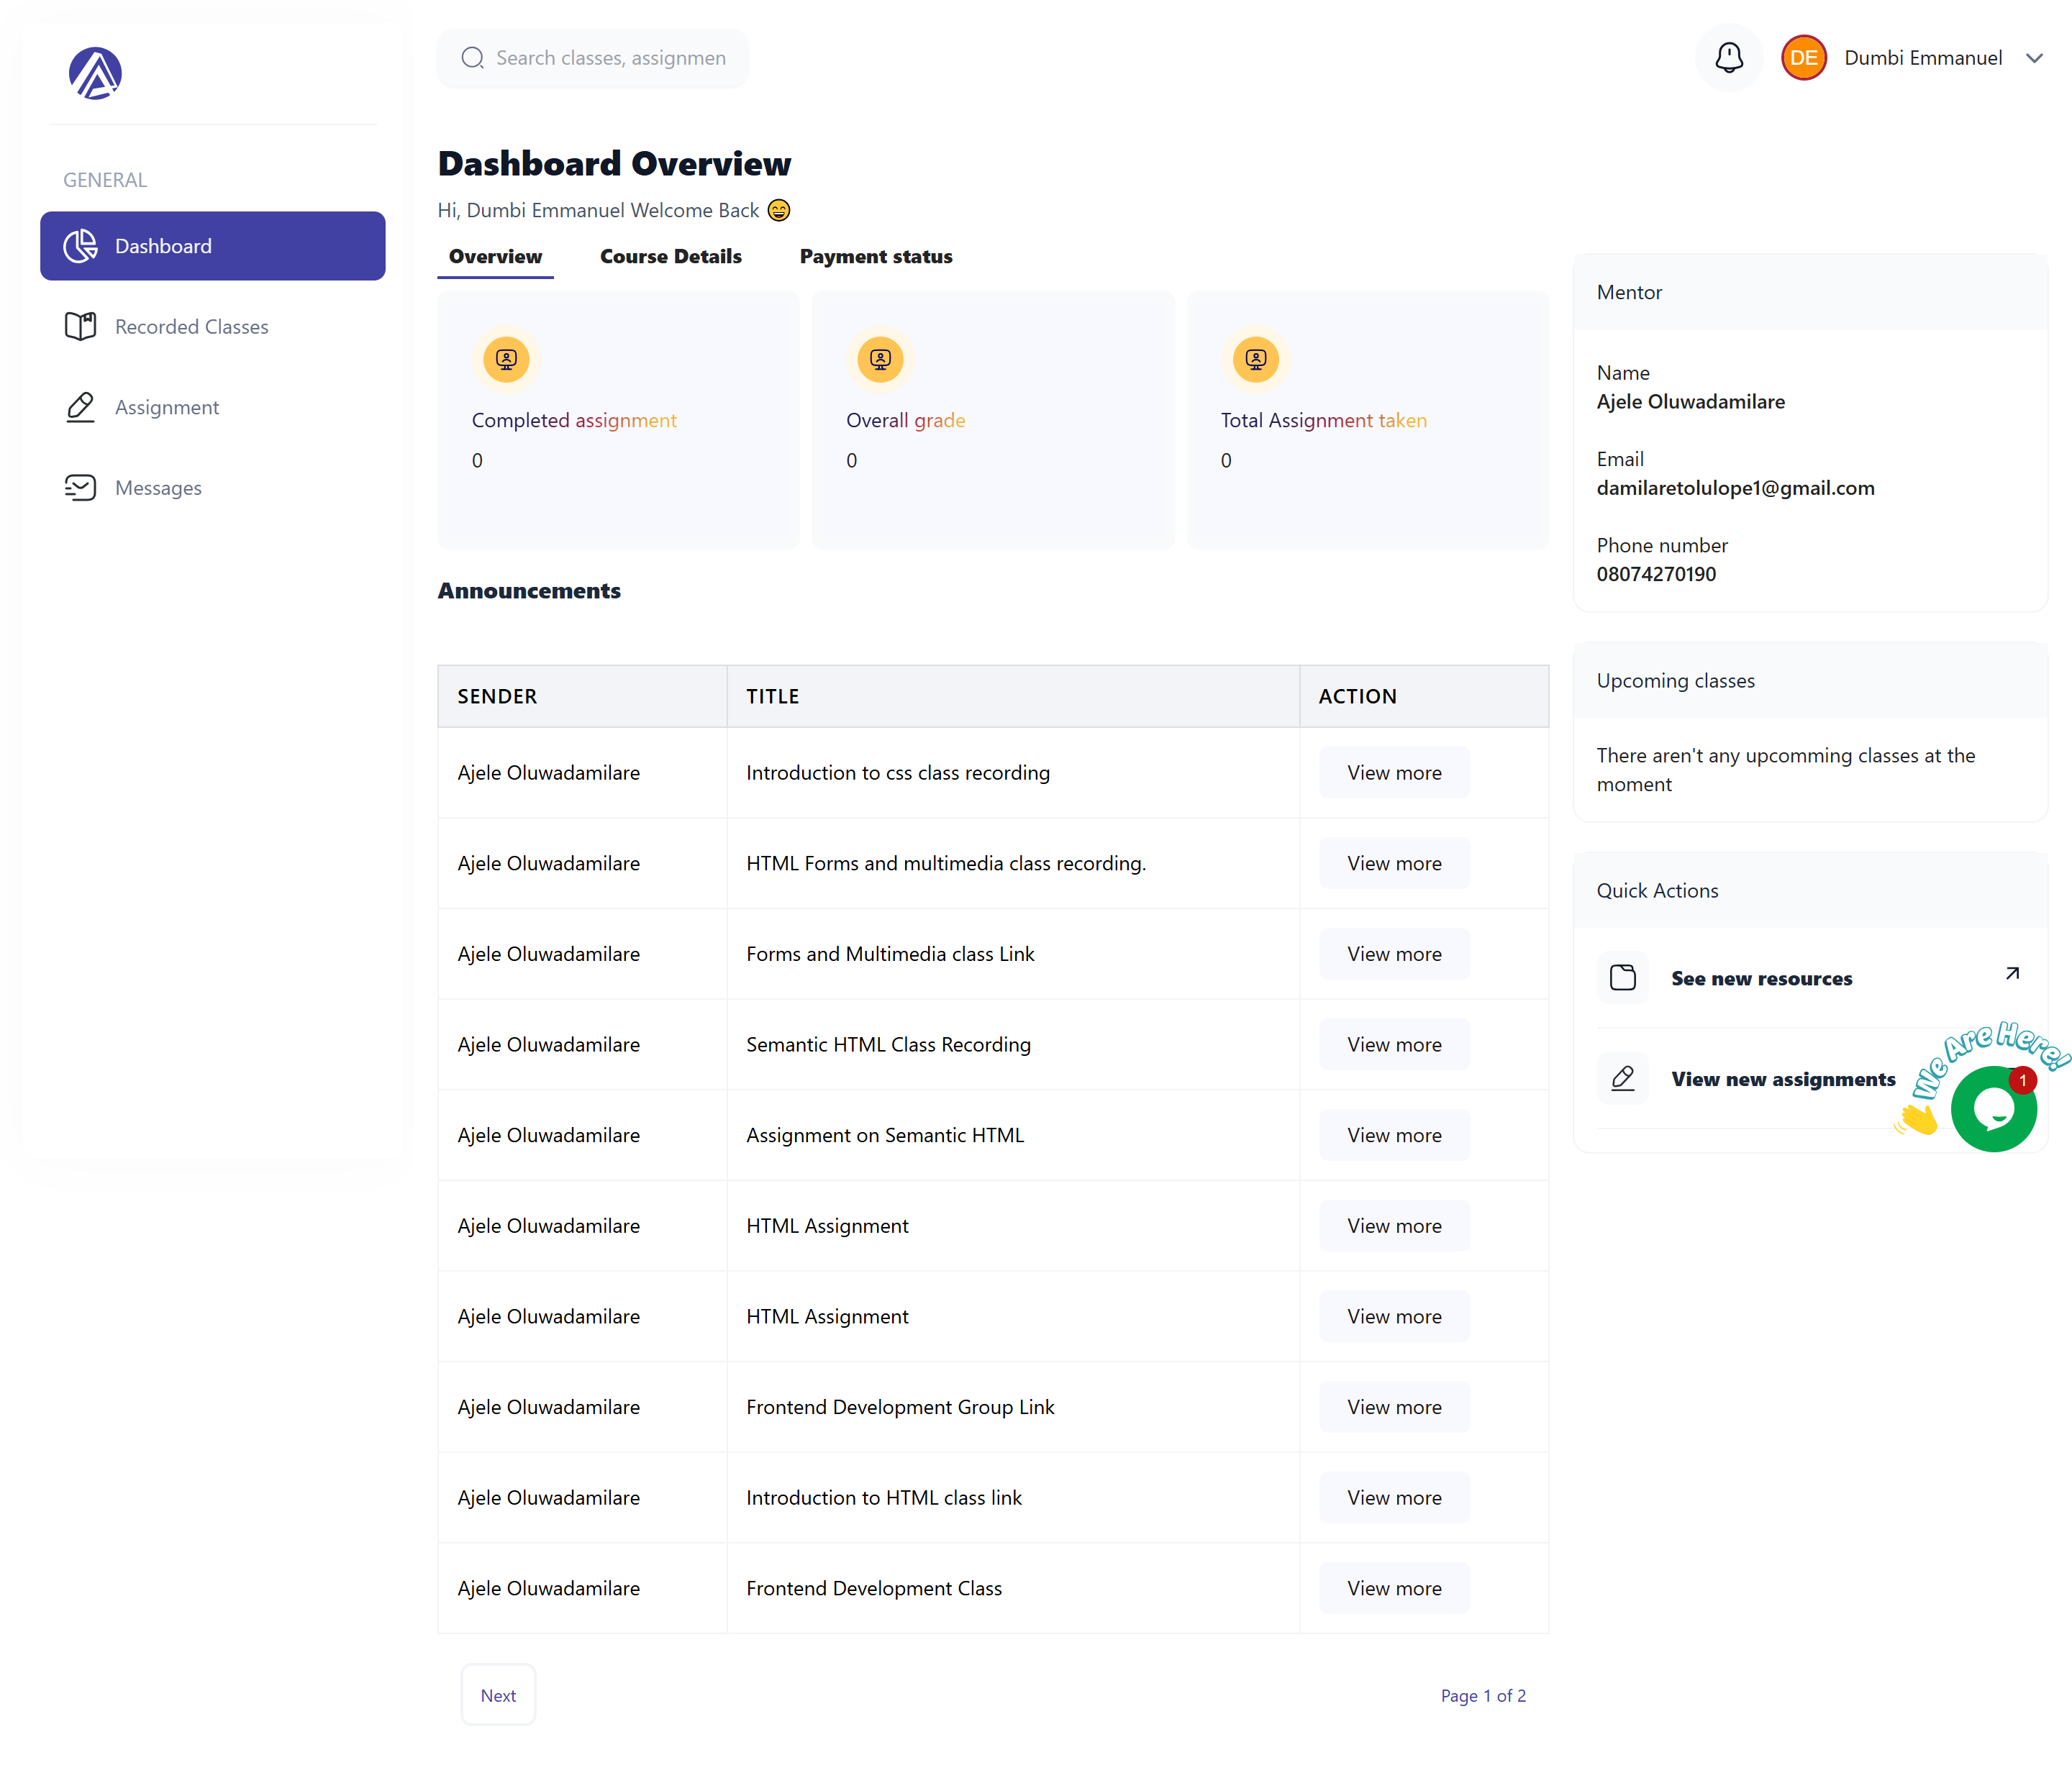 Search classes, assignmen
DE
Dumbi Emmanuel
GENERAL
Dashboard
Recorded Classes
Assignment
Messages
Dashboard Overview
Hi, Dumbi Emmanuel Welcome Back 😄
Overview
Course Details
Payment status
Completed assignment
0
Overall grade
0
Total Assignment taken
0
Announcements
SENDER TITLE ACTION
Ajele Oluwadamilare Introduction to css class recording View more
Ajele Oluwadamilare HTML Forms and multimedia class recording. View more
Ajele Oluwadamilare Forms and Multimedia class Link View more
Ajele Oluwadamilare Semantic HTML Class Recording View more
Ajele Oluwadamilare Assignment on Semantic HTML View more
Ajele Oluwadamilare HTML Assignment View more
Ajele Oluwadamilare HTML Assignment View more
Ajele Oluwadamilare Frontend Development Group Link View more
Ajele Oluwadamilare Introduction to HTML class link View more
Ajele Oluwadamilare Frontend Development Class View more
Next
Page 1 of 2
Mentor
Name
Ajele Oluwadamilare
Email
damilaretolulope1@gmail.com
Phone number
08074270190
Upcoming classes
There aren't any upcomming classes at the
moment
Quick Actions
See new resources
View new assignments
We Are Here!
1